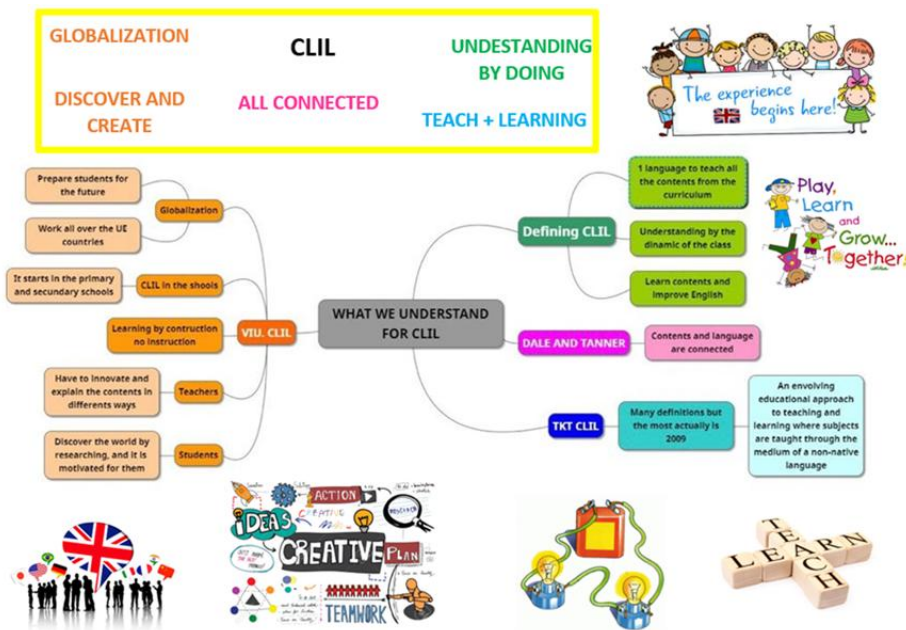 GLOBALIZATION
CLIL
UNDESTANDING
BY DOING
DISCOVER AND
CREATE
ALL CONNECTED
TEACH + LEARNING
The experience
begins here!
Prepare students for
the future
Globalization
Work all over the UE
countries
It starts in the primary
and secundary schools
CLIL in the shools
Learning by contruction
no instruction
VIU. CLIL
Have to innovate and
explain the contents in
differents ways
Teachers
Discover the world by
researching, and it is
motivated for them
Students
WHAT WE UNDERSTAND
FOR CLIL
Defining CLIL
1 language to teach all
the contents from the
curriculum
Understanding by the
dinamic of the class
Learn contents and
improve English
DALE AND TANNER
Contents and language
are connected
TKT CLIL
Many definitions but
the most actually is
2009
An envolving
educational approach
to teaching and
learning where subjects
are taught through the
medium of a non-native
language
Play,
Learn
and
Grow...
Together!
ACTION
IDEAS
CREATIVE
RESEARCH
CREATIVE
PLAN
TEAMWORK
TEACH
LEARN